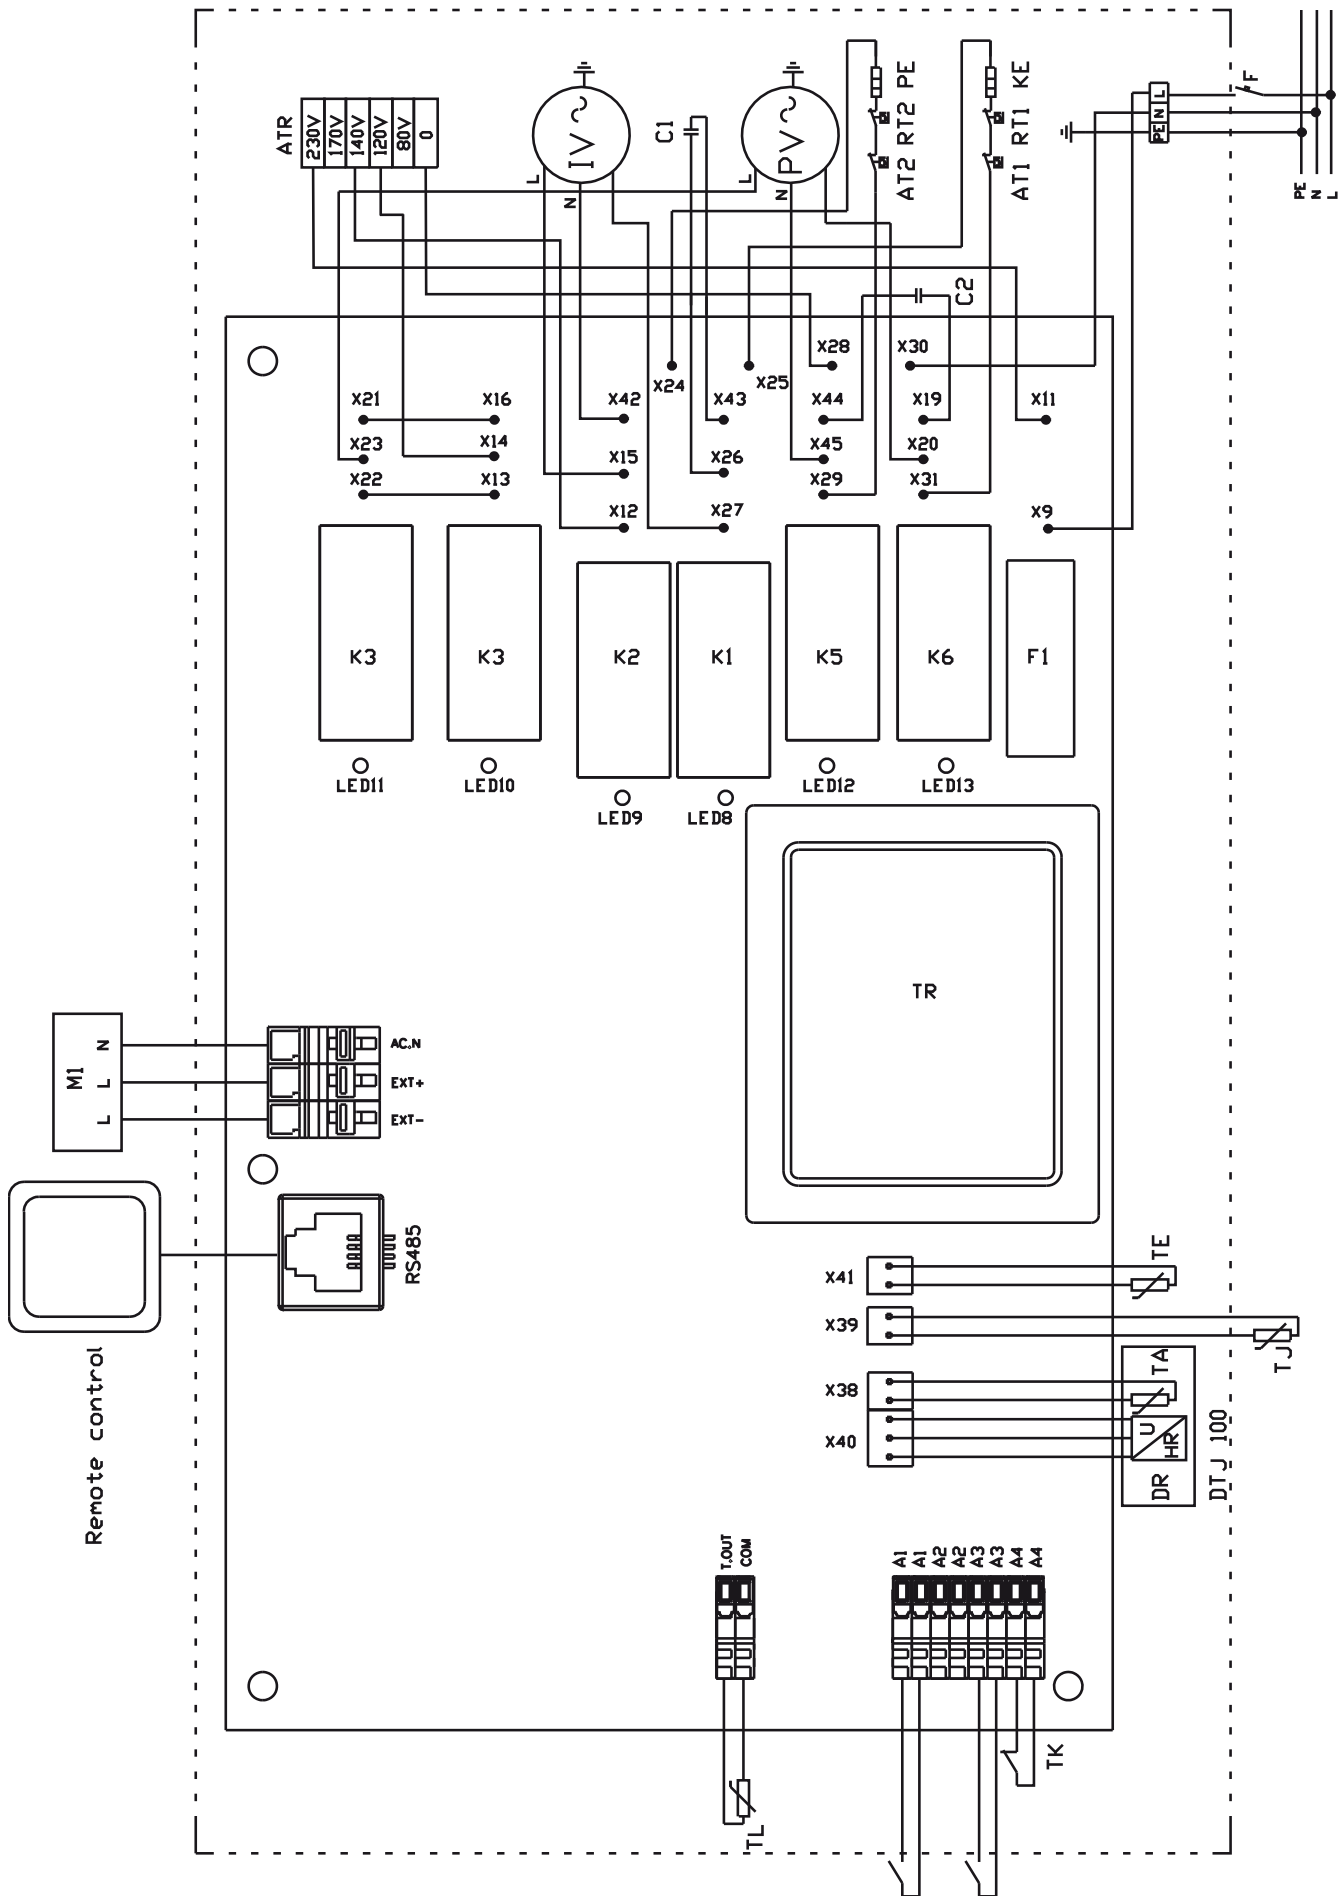 ATR
230V
170V
140V
120V
80V
0
IV
L
N
C1
PV
L
N
AT2 RT2 PE
AT1 RT1 KE
L
N
PE
F
PE
N
L
C2
X28
X30
X24
X25
X21
X16
X42
X43
X44
X19
X11
X23
X14
X15
X26
X45
X20
X22
X13
X12
X27
X29
X31
X9
K3
K3
K2
K1
K5
K6
F1
LED11
LED10
LED9
LED8
LED12
LED13
TR
M1
N
L
L
AC.N
EXT+
EXT-
RS485
Remote control
X41
X39
X38
X40
TE
TJ
TA
U
HR
DR
DTJ 100
T.OUT
COM
A1
A1
A2
A2
A3
A3
A4
A4
TL
TK